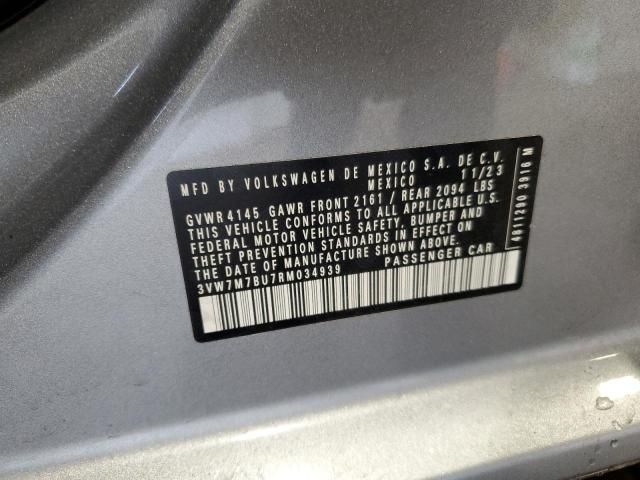 MFD BY VOLKSWAGEN DE MEXICO S.A. DE C.V.
MEXICO 11/23
GVWR 4145 GAWR FRONT 2161 / REAR 2094 LBS
THIS VEHICLE CONFORMS TO ALL APPLICABLE U.S.
FEDERAL MOTOR VEHICLE SAFETY, BUMPER AND
THEFT PREVENTION STANDARDS IN EFFECT ON
THE DATE OF MANUFACTURE SHOWN ABOVE.
3VW7M7BU7RM034939 PASSENGER CAR
4011290 3916 M